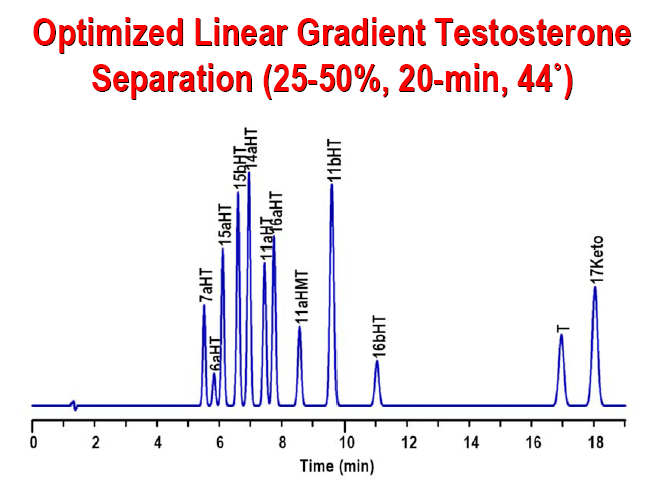 Optimized Linear Gradient Testosterone
Separation (25-50%, 20-min, 44˚)
7aHT
6aHT
15aHT
15bHT
14aHT
11aHT
16aHT
11aHMT
11bHT
16bHT
T
17Keto
0 2 4 6 8 10 12 14 16 18
Time (min)